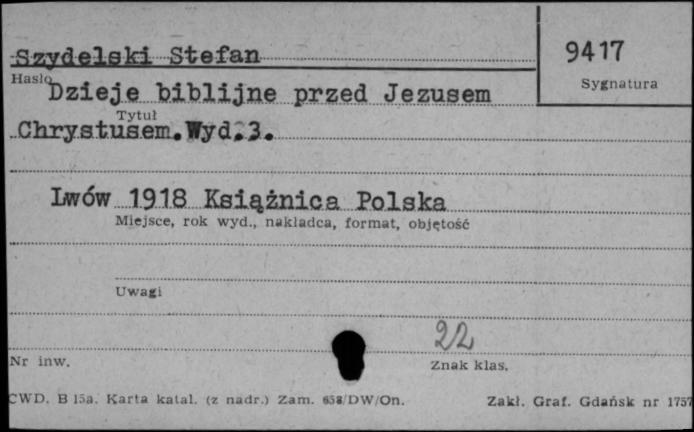 Szydelski Stefan
9417
Hasło
Sygnatura
Dzieje biblijne przed Jezusem
Tytuł
Chrystusem.Wyd.3.
Lwów 1918 Książnica Polska
Miejsce, rok wyd., nakładca, format, objętość
Uwagi
22
Nr inw.
Znak klas.
CWD. B 15a. Karta katal. (z nadr.) Zam. 658/DW/On.
Zakł. Graf. Gdańsk nr 1757